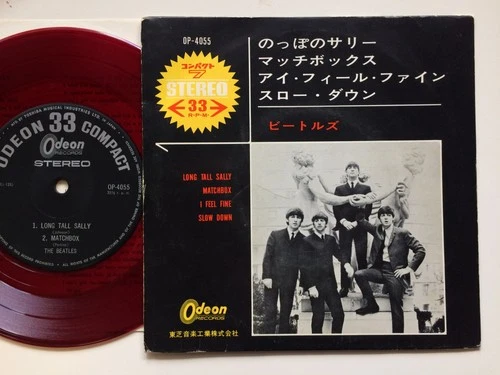 OP-4055
コンパクト
7
STEREO
33
R·P·M·
のっぽのサリー
マッチボックス
アイ・フィール・ファイン
スロー・ダウン
ビートルズ
LONG TALL SALLY
MATCHBOX
I FEEL FINE
SLOW DOWN
Odeon
RECORDS
東芝音楽工業株式会社
ODEON 33 COMPACT
Odeon
RECORDS
STEREO
OP-4055
1. LONG TALL SALLY
2. MATCHBOX
THE BEATLES